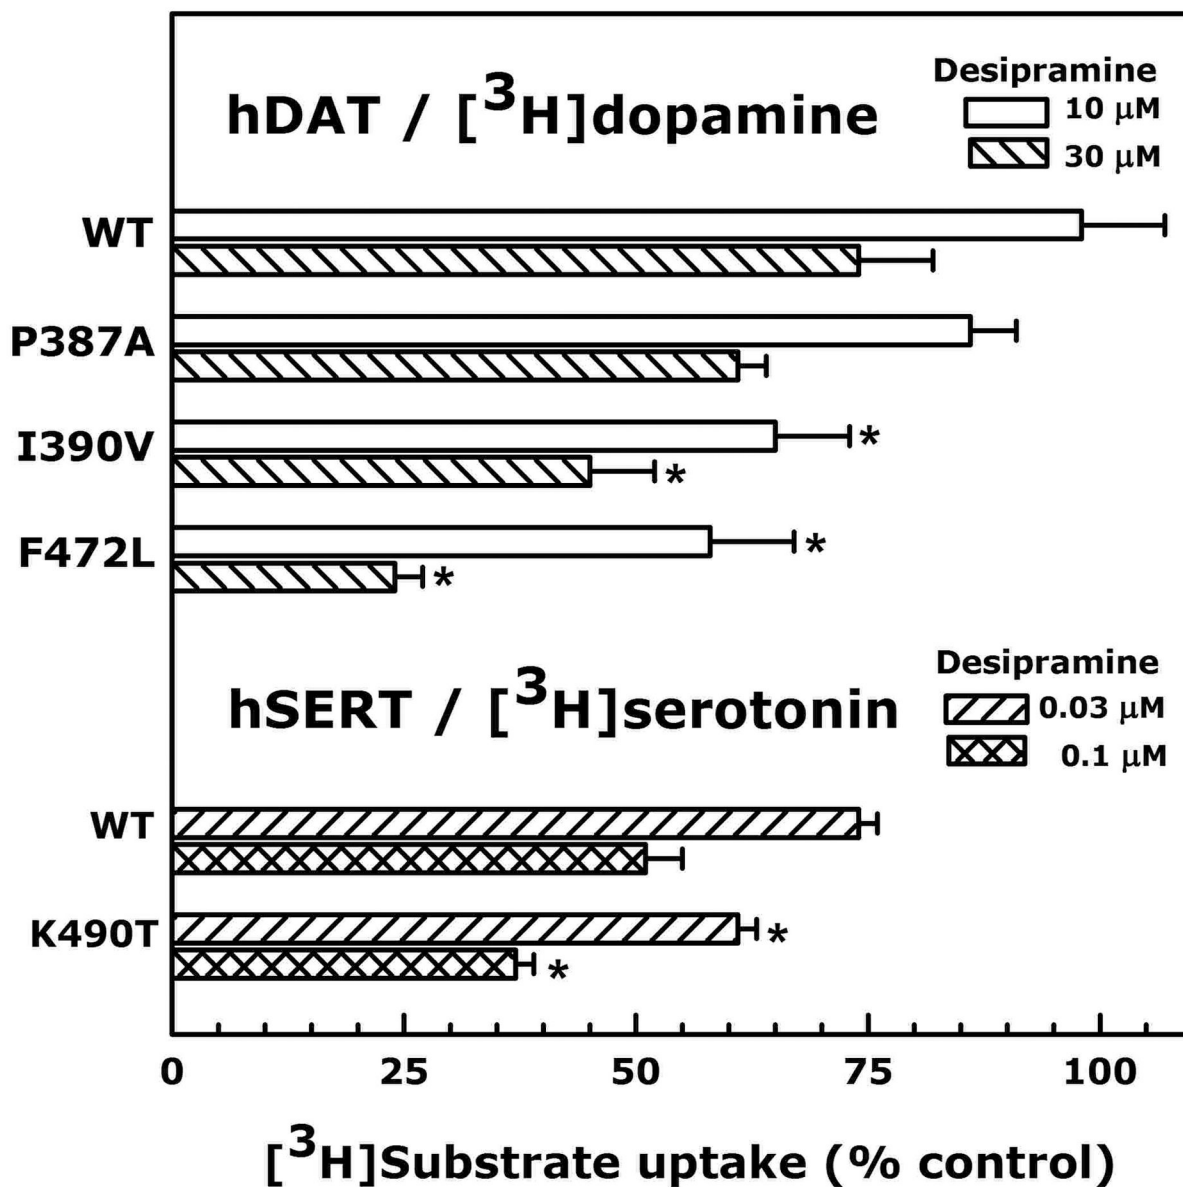 Desipramine
hDAT / [³H]dopamine
10 μM
30 μM
WT
P387A
I390V *
*
F472L *
*
Desipramine
hSERT / [³H]serotonin
0.03 μM
0.1 μM
WT
K490T *
*
0 25 50 75 100
[³H]Substrate uptake (% control)